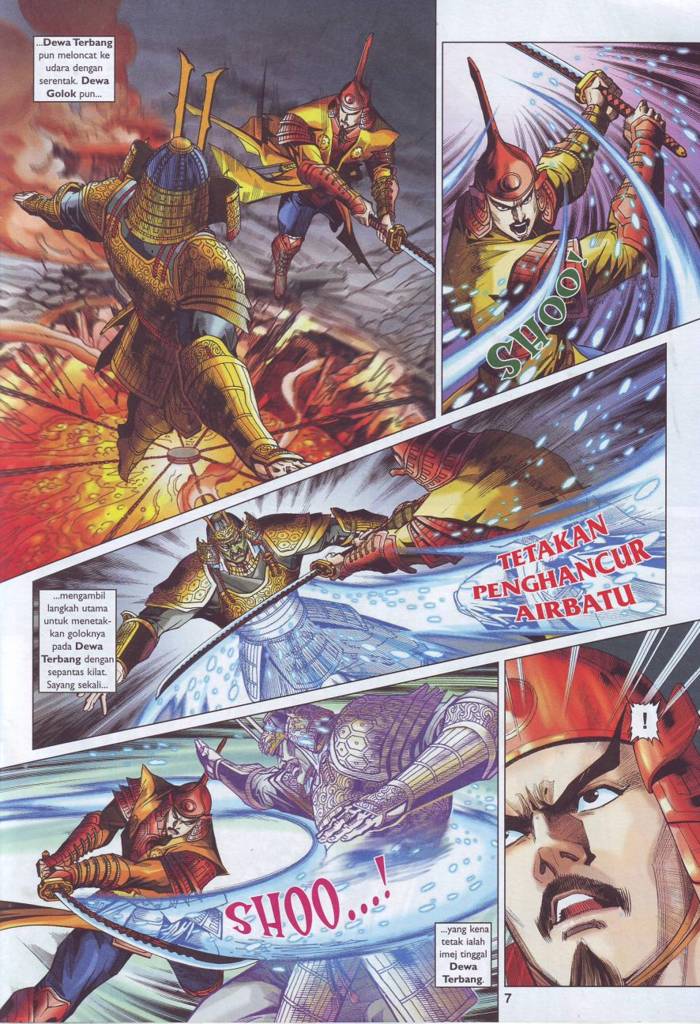 ...Dewa Terbang
pun meloncat ke
udara dengan
serentak. Dewa
Golok pun...
SHOO!
TETAKAN
PENGHANCUR
AIRBATU
...mengambil
langkah utama
untuk menetak-
kan goloknya
pada Dewa
Terbang dengan
sepantas kilat.
Sayang sekali...
!
SHOO...!
...yang kena
tetak ialah
imej tinggal
Dewa
Terbang.
7